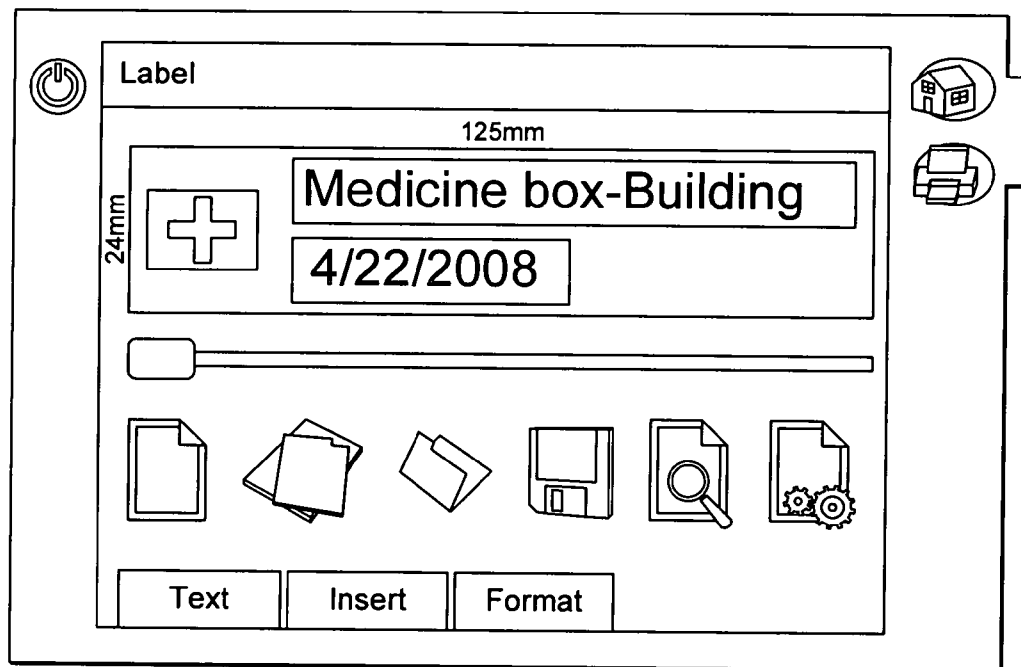 Label
125mm
24mm
Medicine box-Building
4/22/2008
Text
Insert
Format